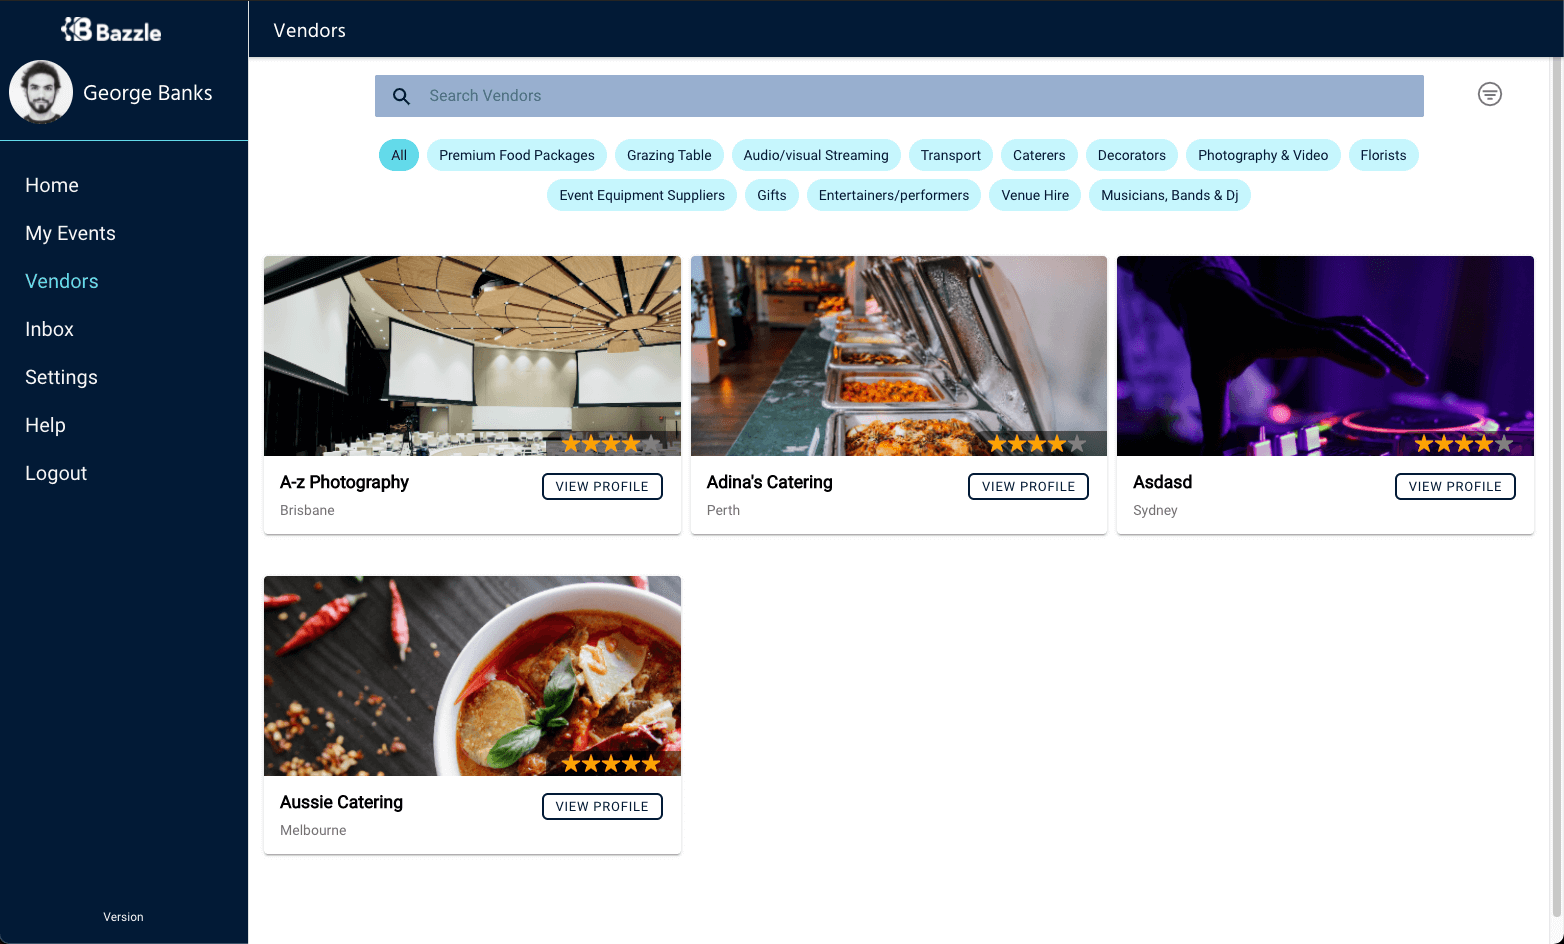 Bazzle
George Banks
Home
My Events
Vendors
Inbox
Settings
Help
Logout
Version
Vendors
Search Vendors
All
Premium Food Packages
Grazing Table
Audio/visual Streaming
Transport
Caterers
Decorators
Photography & Video
Florists
Event Equipment Suppliers
Gifts
Entertainers/performers
Venue Hire
Musicians, Bands & Dj
A-z Photography
VIEW PROFILE
Brisbane
Adina's Catering
VIEW PROFILE
Perth
Asdasd
VIEW PROFILE
Sydney
Aussie Catering
VIEW PROFILE
Melbourne